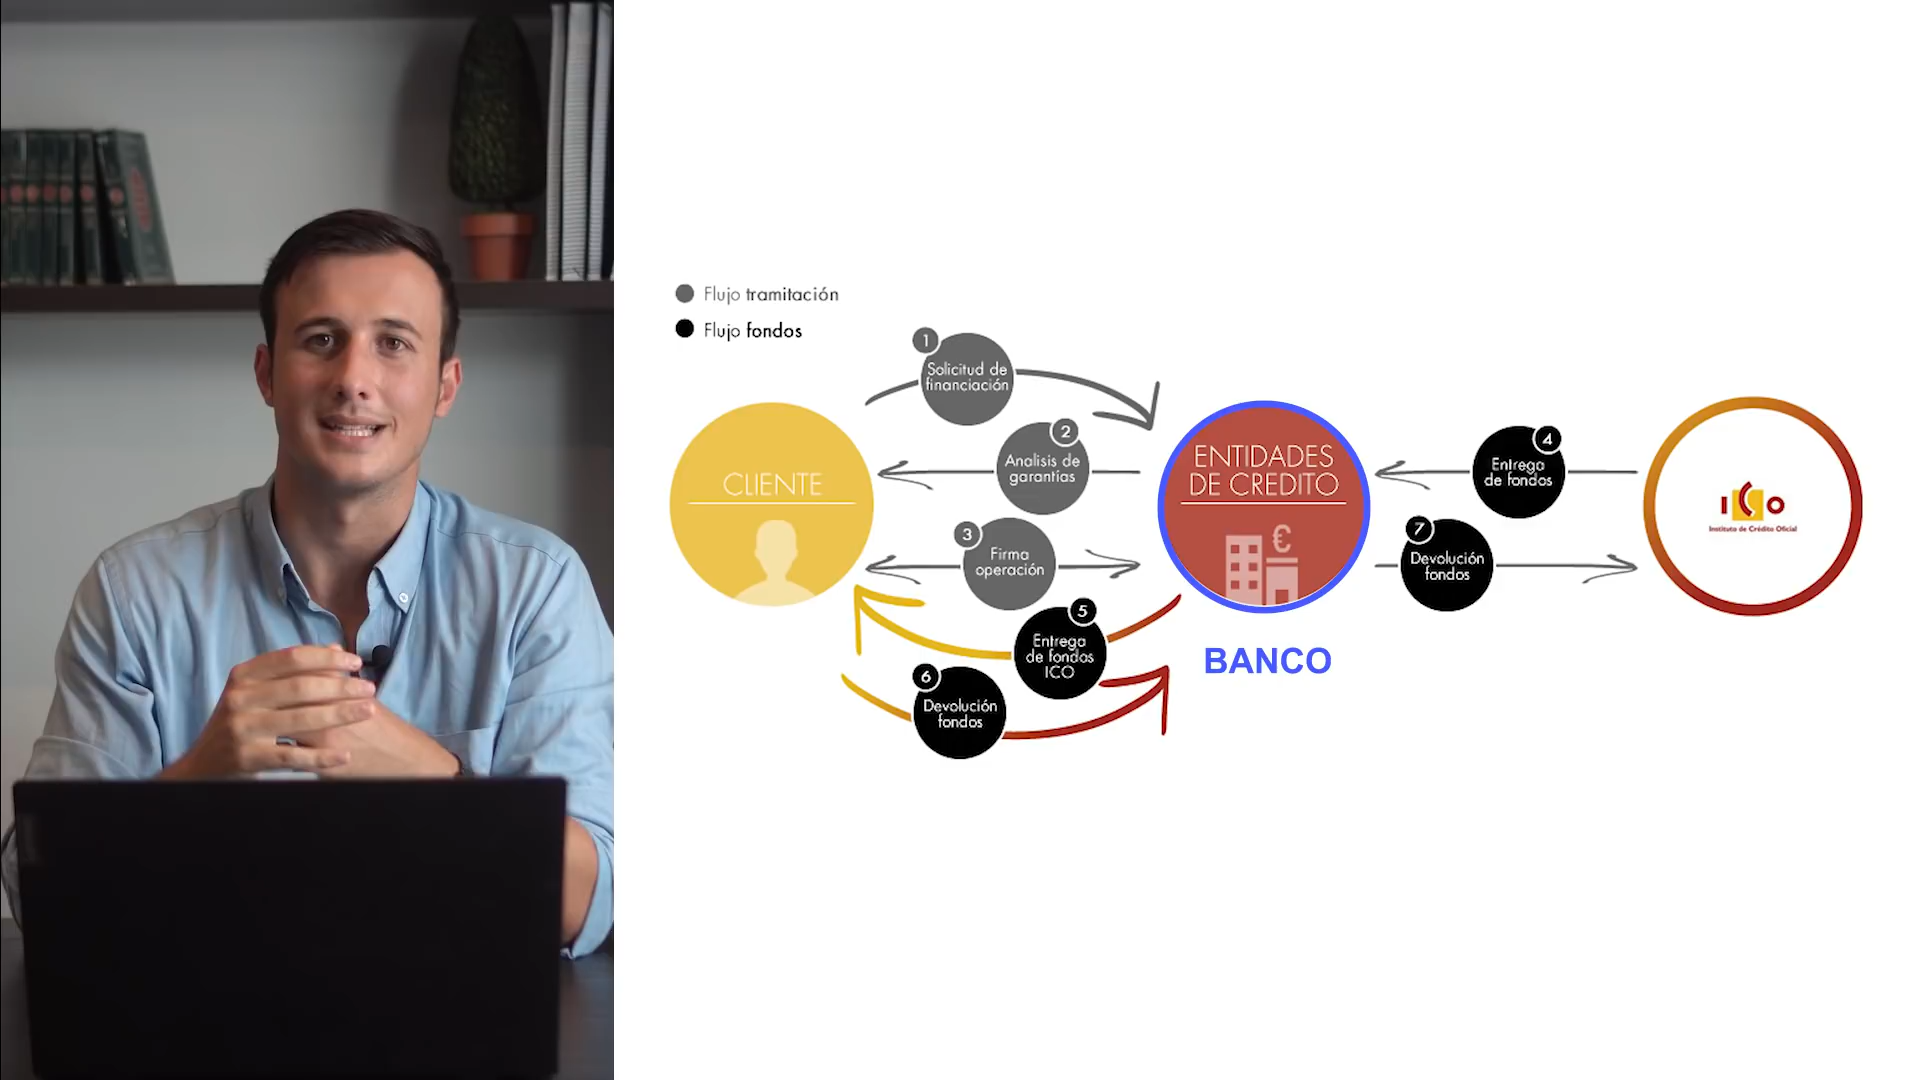 Flujo tramitación
Flujo fondos
1
Solicitud de
financiación
2
Analisis de
garantías
3
Firma
operación
CLIENTE
ENTIDADES
DE CREDITO
€
BANCO
4
Entrega
de fondos
7
Devolución
fondos
ICO
Instituto de Crédito Oficial
5
Entrega
de fondos
ICO
6
Devolución
fondos